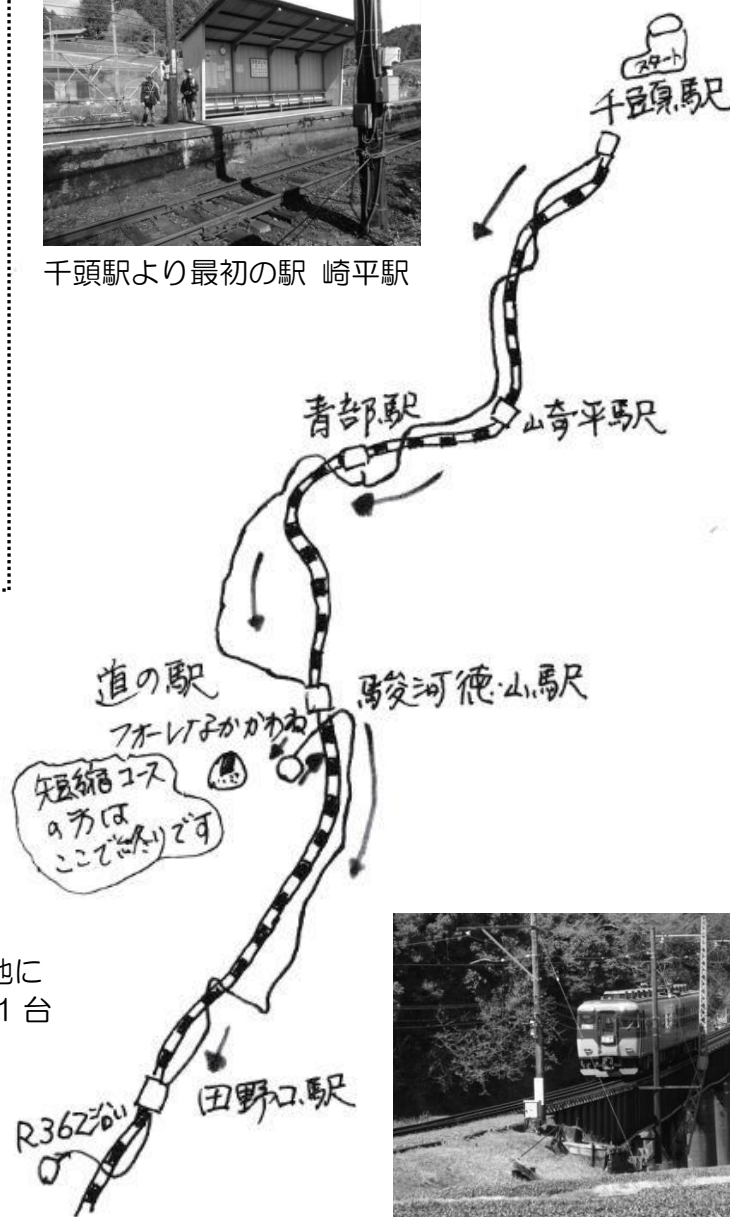 スタート
千頭駅
千頭駅より最初の駅 崎平駅
青部駅
崎平駅
道の駅
フォーレなかかわね
駿河徳山駅
短縮コース
の方は
ここで終りです
地に
1 台
田野口駅
R362沿い